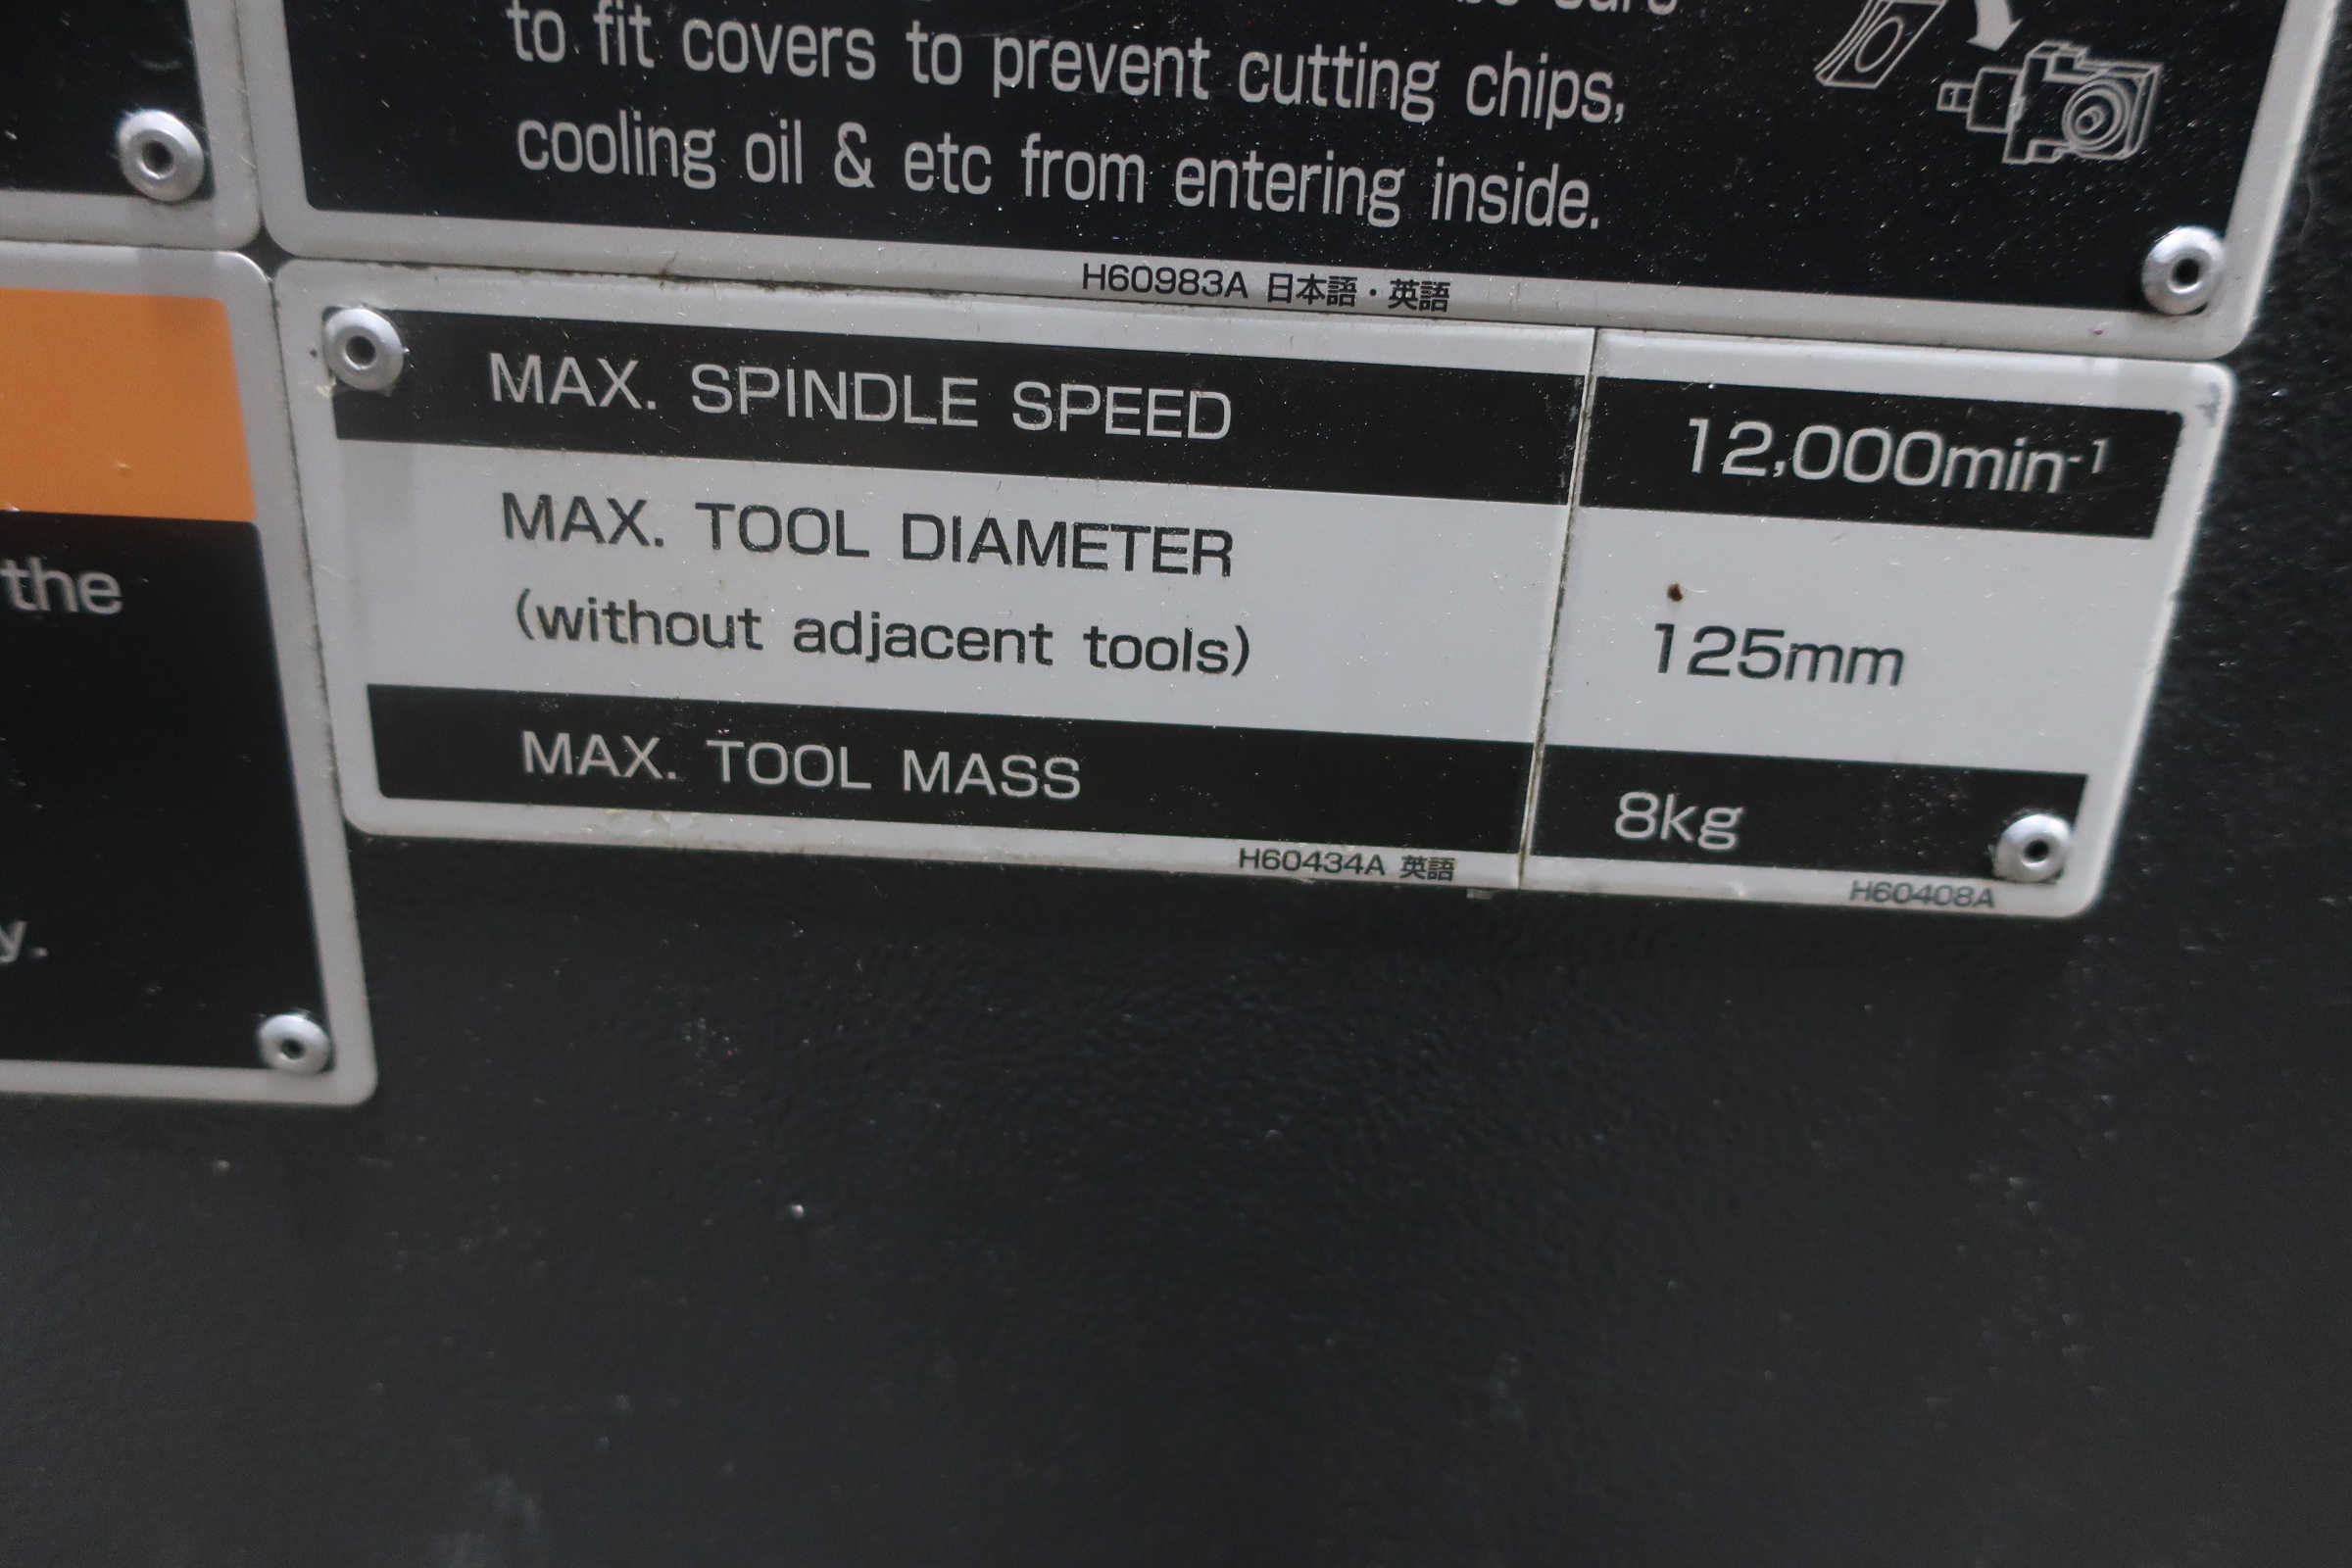 to fit covers to prevent cutting chips,
cooling oil & etc from entering inside.
H60983A 日本語・英語
the
y.
MAX. SPINDLE SPEED 12,000min-1
MAX. TOOL DIAMETER
(without adjacent tools) 125mm
MAX. TOOL MASS 8kg
H60434A 英語
H60408A